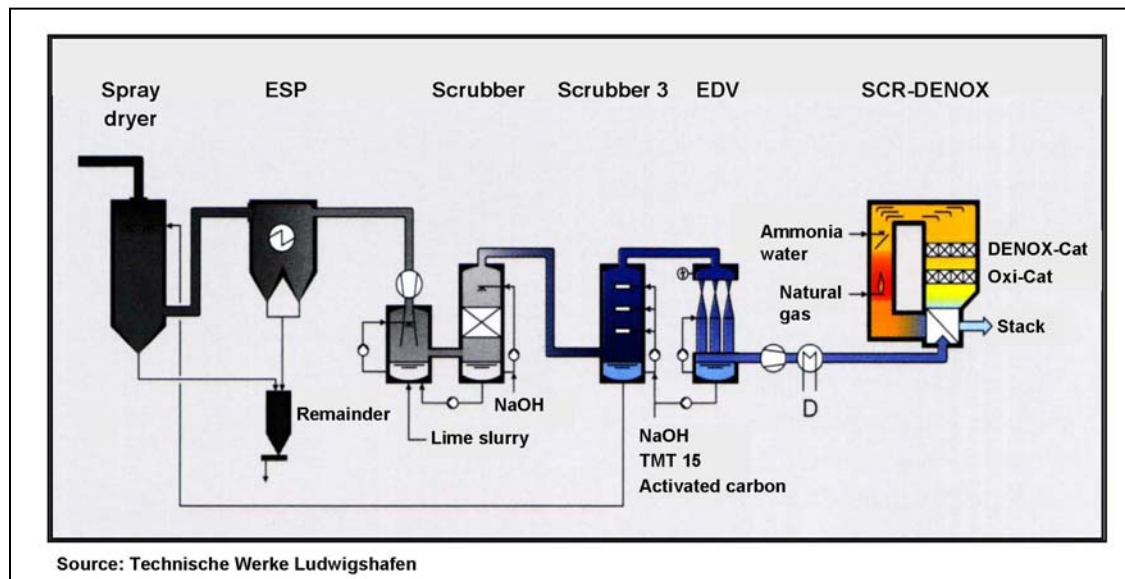 Spray
dryer
ESP
Scrubber
Scrubber 3
EDV
SCR-DENOX
Ammonia
water
DENOX-Cat
Oxi-Cat
Natural
gas
Stack
D
Remainder
NaOH
Lime slurry
NaOH
TMT 15
Activated carbon
Source: Technische Werke Ludwigshafen